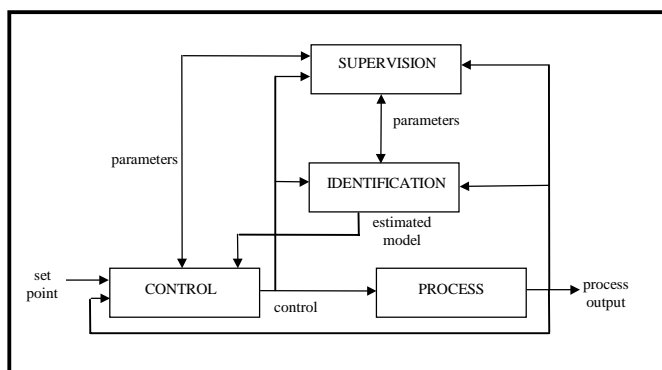 SUPERVISION
parameters
parameters
IDENTIFICATION
estimated
model
set
point
CONTROL
control
PROCESS
process
output